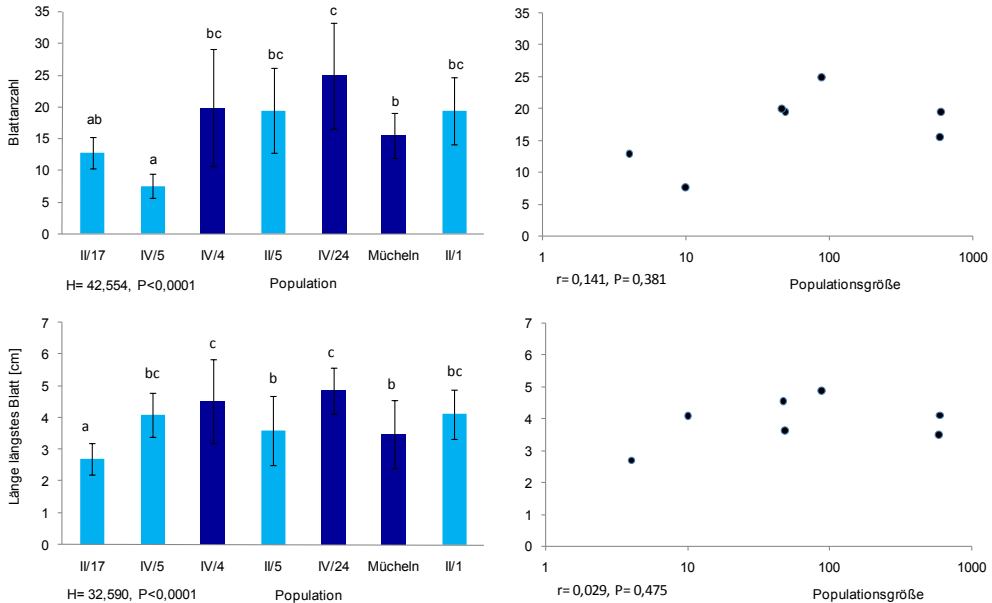 35
30
25
20
15
10
5
0
Blattanzahl
ab
a
bc
bc
c
b
bc
II/17 IV/5 IV/4 II/5 IV/24 Mücheln II/1
H= 42,554, P<0,0001 Population
35
30
25
20
15
10
5
0
1 10 100 1000
r= 0,141, P= 0,381 Populationsgröße
7
6
5
4
3
2
1
0
Länge längstes Blatt [cm]
a
bc
c
b
c
b
bc
II/17 IV/5 IV/4 II/5 IV/24 Mücheln II/1
H= 32,590, P<0,0001 Population
7
6
5
4
3
2
1
0
1 10 100 1000
r= 0,029, P= 0,475 Populationsgröße